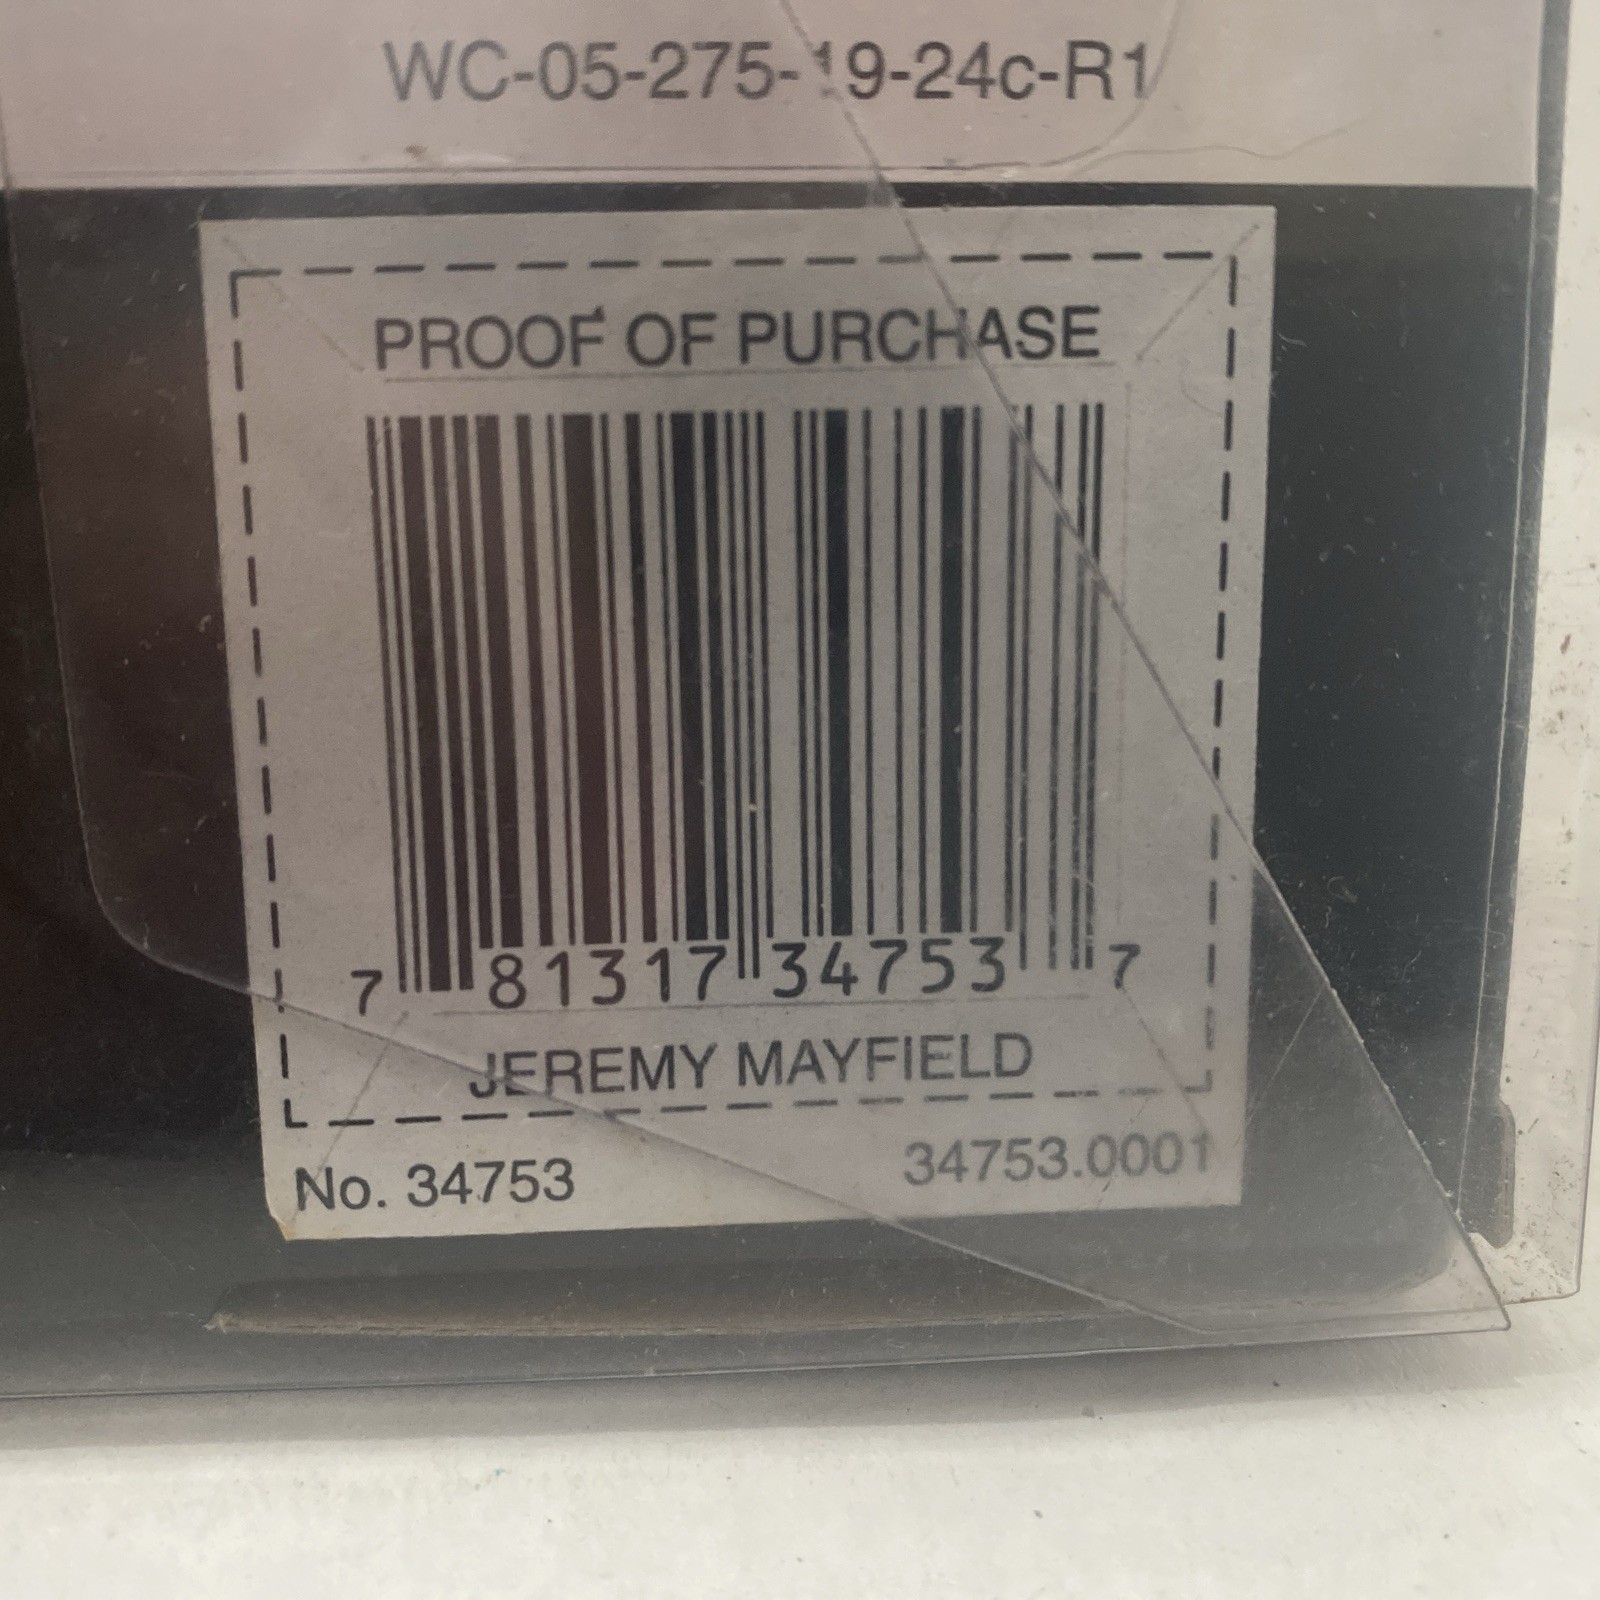 WC-05-275-19-24c-R1
PROOF OF PURCHASE
7 81317 34753 7
JEREMY MAYFIELD
No. 34753 34753.0001